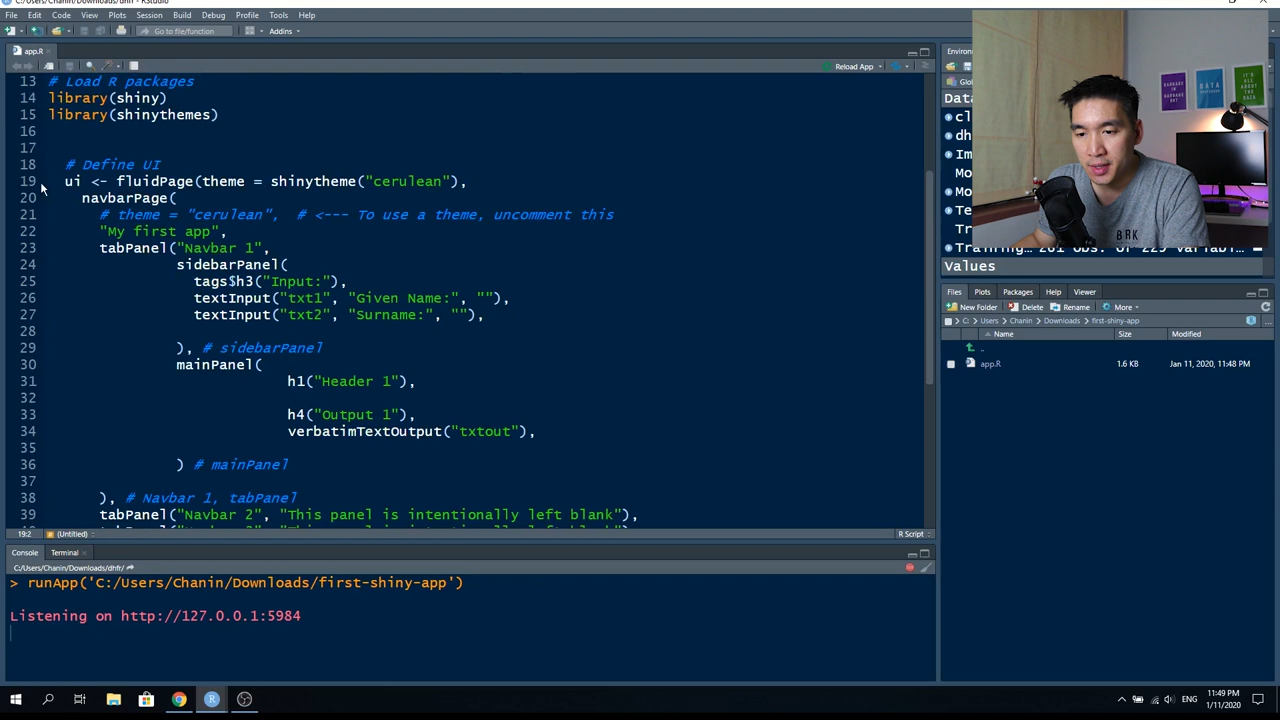 C:/Users/Chanin/Downloads/dhfr - RStudio
File Edit Code View Plots Session Build Debug Profile Tools Help
Go to file/function
Addins
app.R
Reload App
13 # Load R packages
14 library(shiny)
15 library(shinythemes)
16
17
18 # Define UI
19 ui <- fluidPage(theme = shinytheme("cerulean"),
20 navbarPage(
21 # theme = "cerulean", # <--- To use a theme, uncomment this
22 "My first app",
23 tabPanel("Navbar 1",
24 sidebarPanel(
25 tags$h3("Input:"),
26 textInput("txt1", "Given Name:", ""),
27 textInput("txt2", "Surname:", ""),
28
29 ), # sidebarPanel
30 mainPanel(
31 h1("Header 1"),
32
33 h4("Output 1"),
34 verbatimTextOutput("txtout"),
35
36 ) # mainPanel
37
38 ), # Navbar 1, tabPanel
39 tabPanel("Navbar 2", "This panel is intentionally left blank"),
19:2 (Untitled) R Script
Console Terminal
C:/Users/Chanin/Downloads/dhfr/
> runApp('C:/Users/Chanin/Downloads/first-shiny-app')
Listening on http://127.0.0.1:5984
Environ
Glo
Data
cl
dh
Im
Mo
Te
Tr
Values
DATA
IT'S ALL ABOUT THE DATA
BRK
Files Plots Packages Help Viewer
New Folder Delete Rename More
C: Users Chanin Downloads first-shiny-app
Name Size Modified
..
app.R 1.6 KB Jan 11, 2020, 11:48 PM
ENG
11:49 PM
1/11/2020